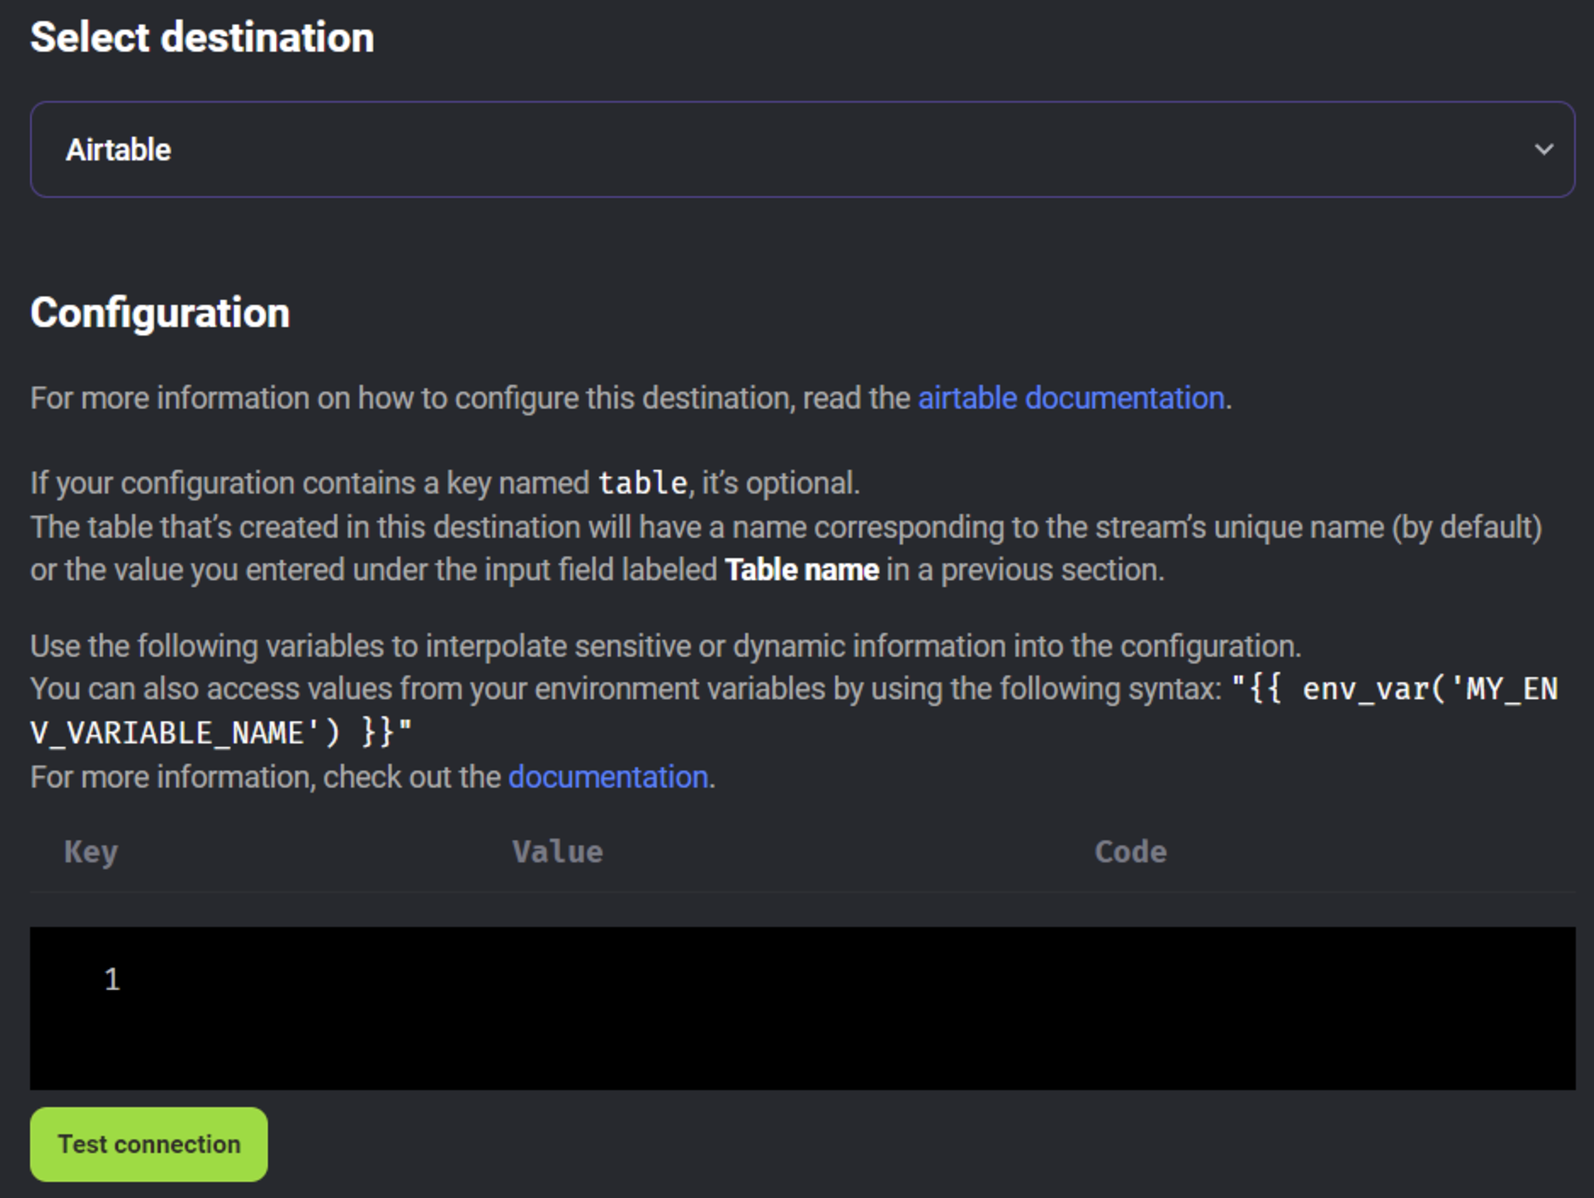 Select destination
Airtable
Configuration
For more information on how to configure this destination, read the airtable documentation.
If your configuration contains a key named table, it’s optional.
The table that’s created in this destination will have a name corresponding to the stream’s unique name (by default)
or the value you entered under the input field labeled Table name in a previous section.
Use the following variables to interpolate sensitive or dynamic information into the configuration.
You can also access values from your environment variables by using the following syntax: "{{ env_var('MY_EN
V_VARIABLE_NAME') }}"
For more information, check out the documentation.
Key Value Code
1
Test connection